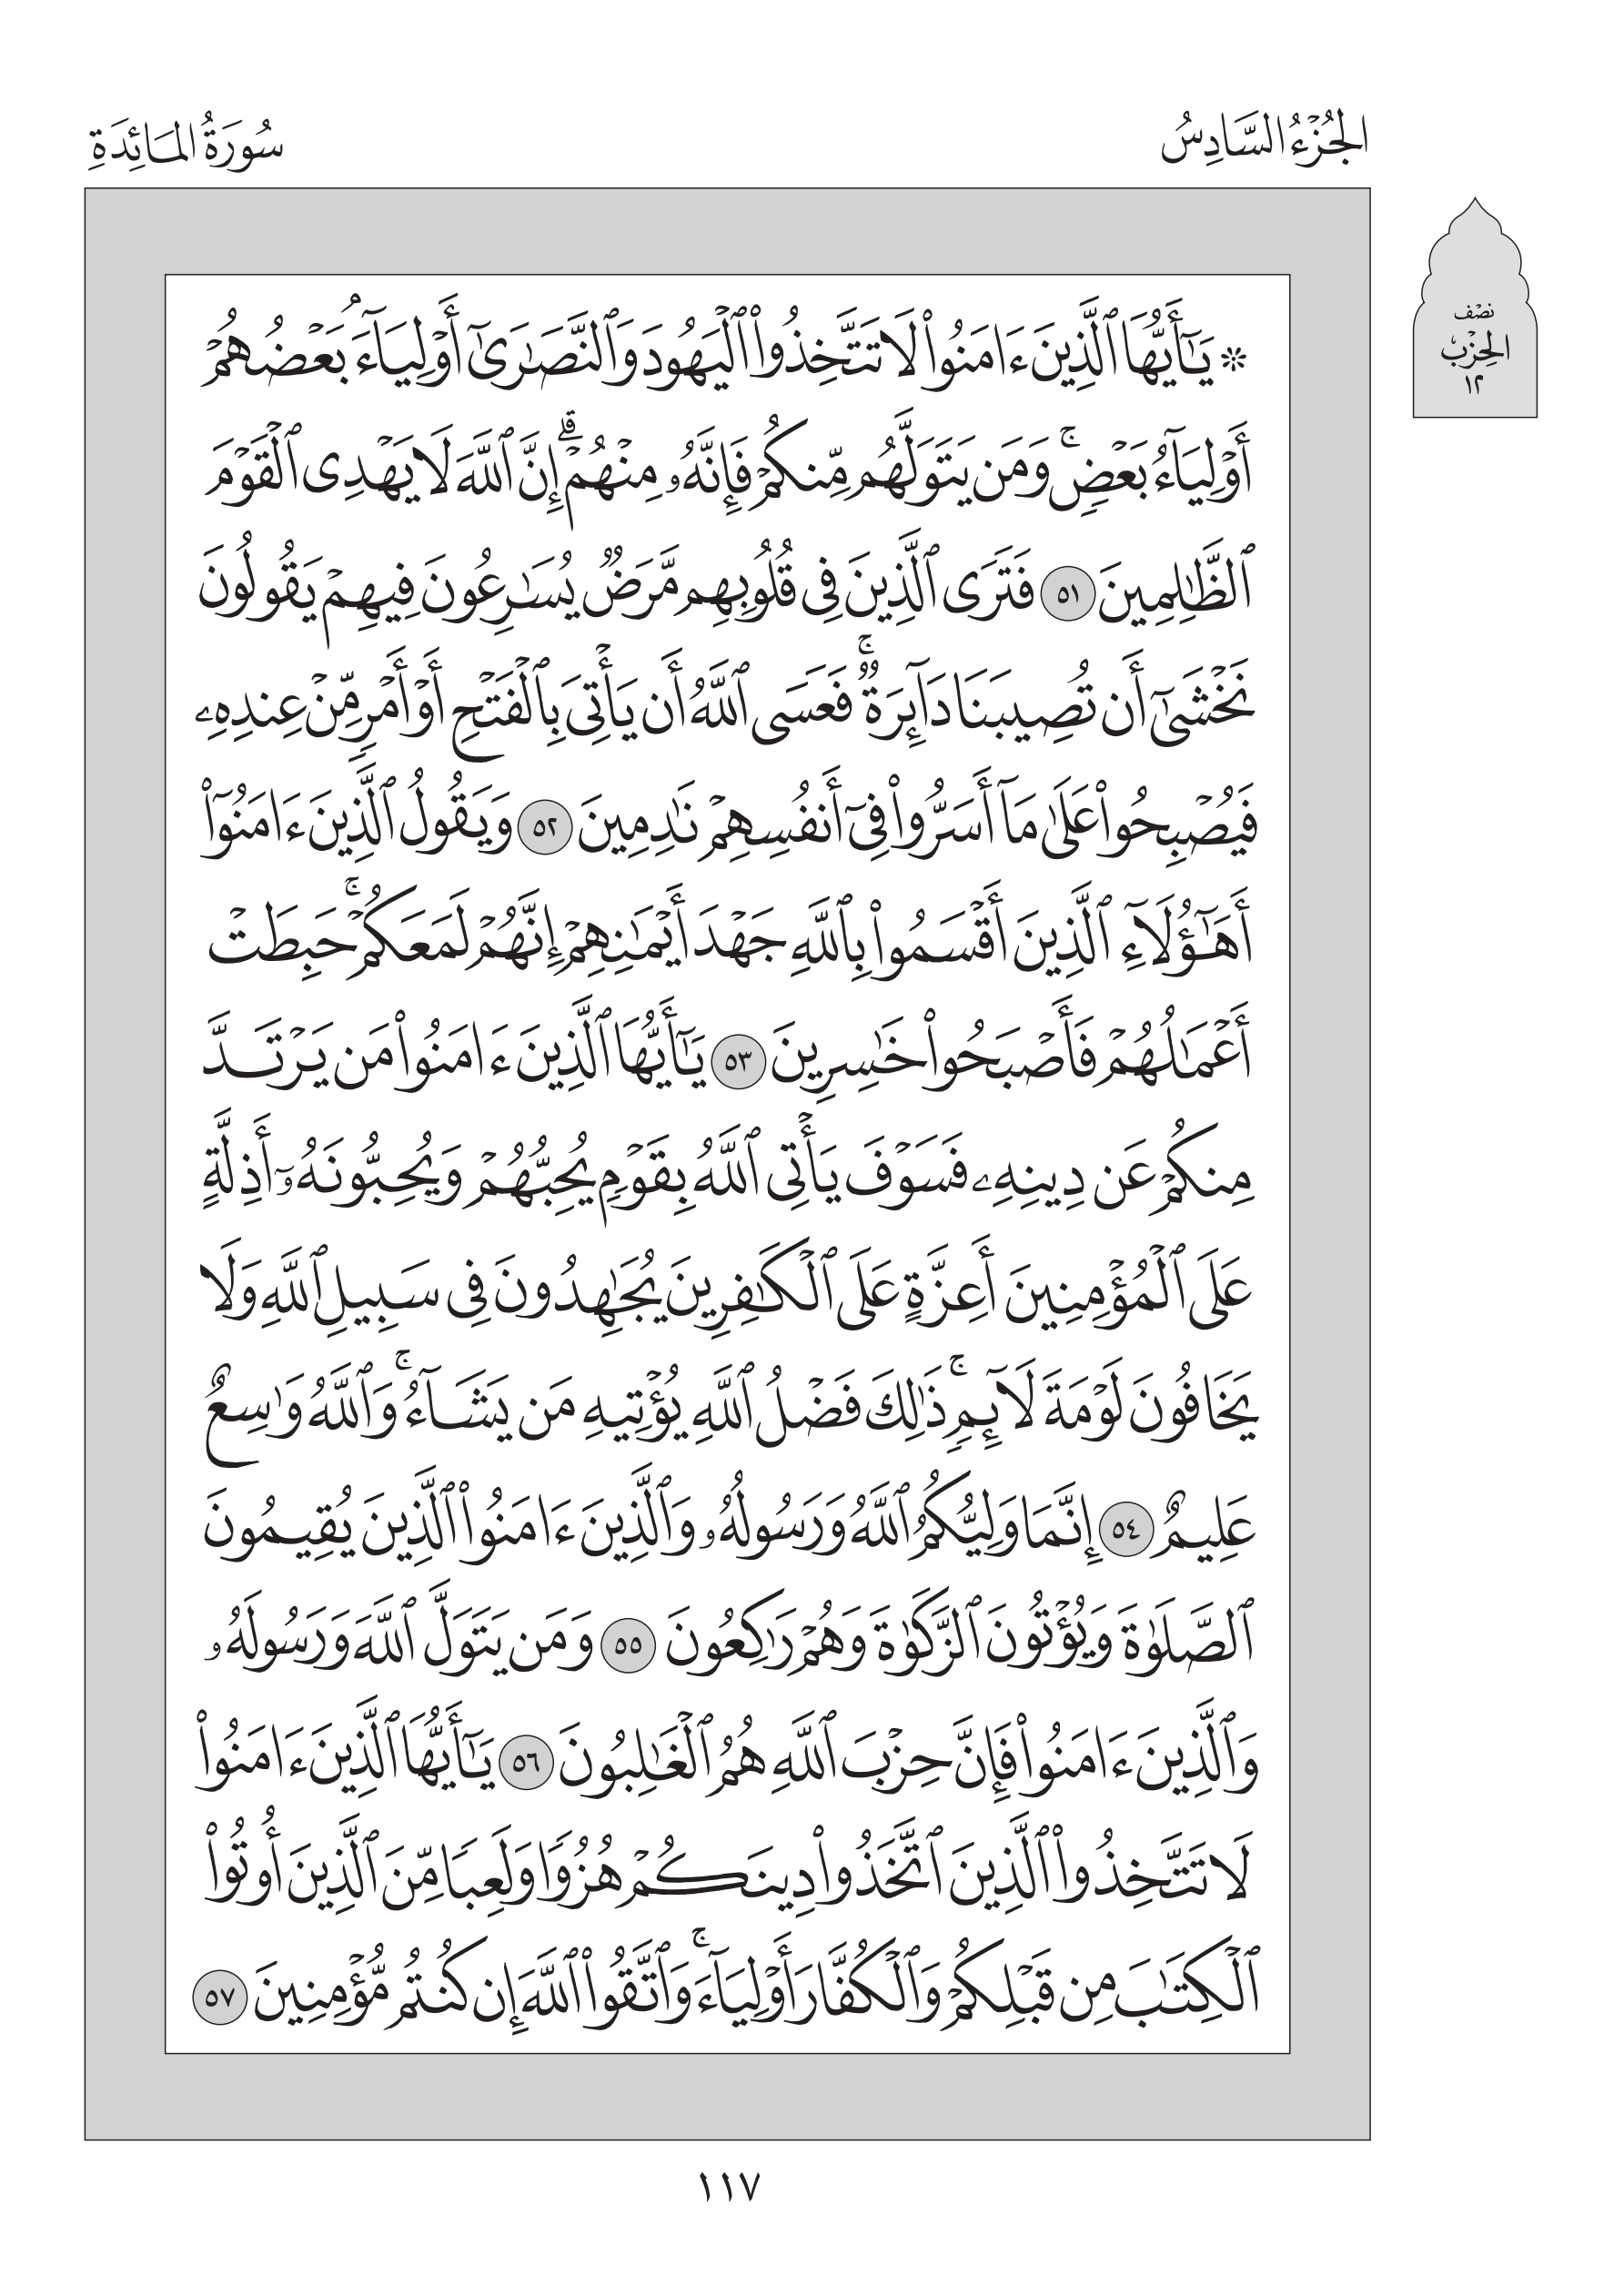 الجُزْءُ السَّادِسُ
سُورَةُ المَائِدَةِ
نصف
الحِزْب
١٢
۞ يَٰٓأَيُّهَا ٱلَّذِينَ ءَامَنُواْ لَا تَتَّخِذُواْ ٱلۡيَهُودَ وَٱلنَّصَٰرَىٰٓ أَوۡلِيَآءَۘ بَعۡضُهُمۡ
أَوۡلِيَآءُ بَعۡضٖۚ وَمَن يَتَوَلَّهُم مِّنكُمۡ فَإِنَّهُۥ مِنۡهُمۡۗ إِنَّ ٱللَّهَ لَا يَهۡدِي ٱلۡقَوۡمَ
ٱلظَّٰلِمِينَ ٥١ فَتَرَى ٱلَّذِينَ فِي قُلُوبِهِم مَّرَضٞ يُسَٰرِعُونَ فِيهِمۡ يَقُولُونَ
نَخۡشَىٰٓ أَن تُصِيبَنَا دَآئِرَةٞۚ فَعَسَى ٱللَّهُ أَن يَأۡتِيَ بِٱلۡفَتۡحِ أَوۡ أَمۡرٖ مِّنۡ عِندِهِۦ
فَيُصۡبِحُواْ عَلَىٰ مَآ أَسَرُّواْ فِيٓ أَنفُسِهِمۡ نَٰدِمِينَ ٥٢ وَيَقُولُ ٱلَّذِينَ ءَامَنُوٓاْ
أَهَٰٓؤُلَآءِ ٱلَّذِينَ أَقۡسَمُواْ بِٱللَّهِ جَهۡدَ أَيۡمَٰنِهِمۡ إِنَّهُمۡ لَمَعَكُمۡۚ حَبِطَتۡ
أَعۡمَٰلُهُمۡ فَأَصۡبَحُواْ خَٰسِرِينَ ٥٣ يَٰٓأَيُّهَا ٱلَّذِينَ ءَامَنُواْ مَن يَرۡتَدَّ
مِنكُمۡ عَن دِينِهِۦ فَسَوۡفَ يَأۡتِي ٱللَّهُ بِقَوۡمٖ يُحِبُّهُمۡ وَيُحِبُّونَهُۥٓ أَذِلَّةٍ
عَلَى ٱلۡمُؤۡمِنِينَ أَعِزَّةٍ عَلَى ٱلۡكَٰفِرِينَ يُجَٰهِدُونَ فِي سَبِيلِ ٱللَّهِ وَلَا
يَخَافُونَ لَوۡمَةَ لَآئِمٖۚ ذَٰلِكَ فَضۡلُ ٱللَّهِ يُؤۡتِيهِ مَن يَشَآءُۚ وَٱللَّهُ وَٰسِعٌ
عَلِيمٌ ٥٤ إِنَّمَا وَلِيُّكُمُ ٱللَّهُ وَرَسُولُهُۥ وَٱلَّذِينَ ءَامَنُواْ ٱلَّذِينَ يُقِيمُونَ
ٱلصَّلَوٰةَ وَيُؤۡتُونَ ٱلزَّكَوٰةَ وَهُمۡ رَٰكِعُونَ ٥٥ وَمَن يَتَوَلَّ ٱللَّهَ وَرَسُولَهُۥ
وَٱلَّذِينَ ءَامَنُواْ فَإِنَّ حِزۡبَ ٱللَّهِ هُمُ ٱلۡغَٰلِبُونَ ٥٦ يَٰٓأَيُّهَا ٱلَّذِينَ ءَامَنُواْ
لَا تَتَّخِذُواْ ٱلَّذِينَ ٱتَّخَذُواْ دِينَكُمۡ هُزُوٗا وَلَعِبٗا مِّنَ ٱلَّذِينَ أُوتُواْ
ٱلۡكِتَٰبَ مِن قَبۡلِكُمۡ وَٱلۡكُفَّارَ أَوۡلِيَآءَۚ وَٱتَّقُواْ ٱللَّهَ إِن كُنتُم مُّؤۡمِنِينَ ٥٧
١١٧